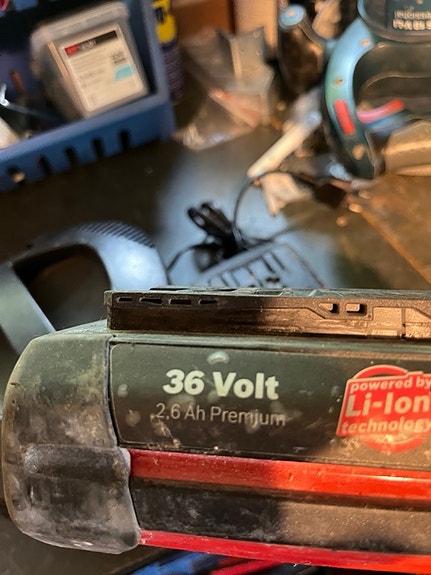 36 Volt
2,6 Ah Premium
powered by
Li-Ion
technology